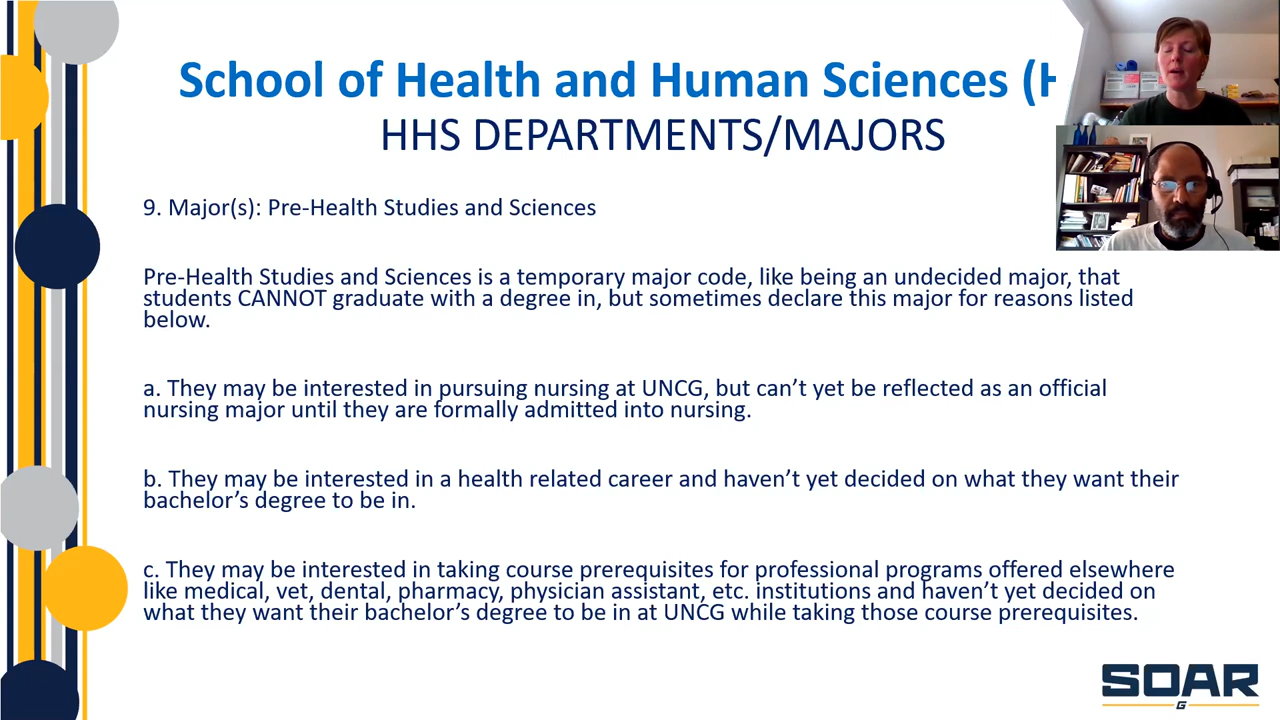 School of Health and Human Sciences (H
HHS DEPARTMENTS/MAJORS
9. Major(s): Pre-Health Studies and Sciences
Pre-Health Studies and Sciences is a temporary major code, like being an undecided major, that
students CANNOT graduate with a degree in, but sometimes declare this major for reasons listed
below.
a. They may be interested in pursuing nursing at UNCG, but can’t yet be reflected as an official
nursing major until they are formally admitted into nursing.
b. They may be interested in a health related career and haven’t yet decided on what they want their
bachelor’s degree to be in.
c. They may be interested in taking course prerequisites for professional programs offered elsewhere
like medical, vet, dental, pharmacy, physician assistant, etc. institutions and haven’t yet decided on
what they want their bachelor’s degree to be in at UNCG while taking those course prerequisites.
SOAR
G